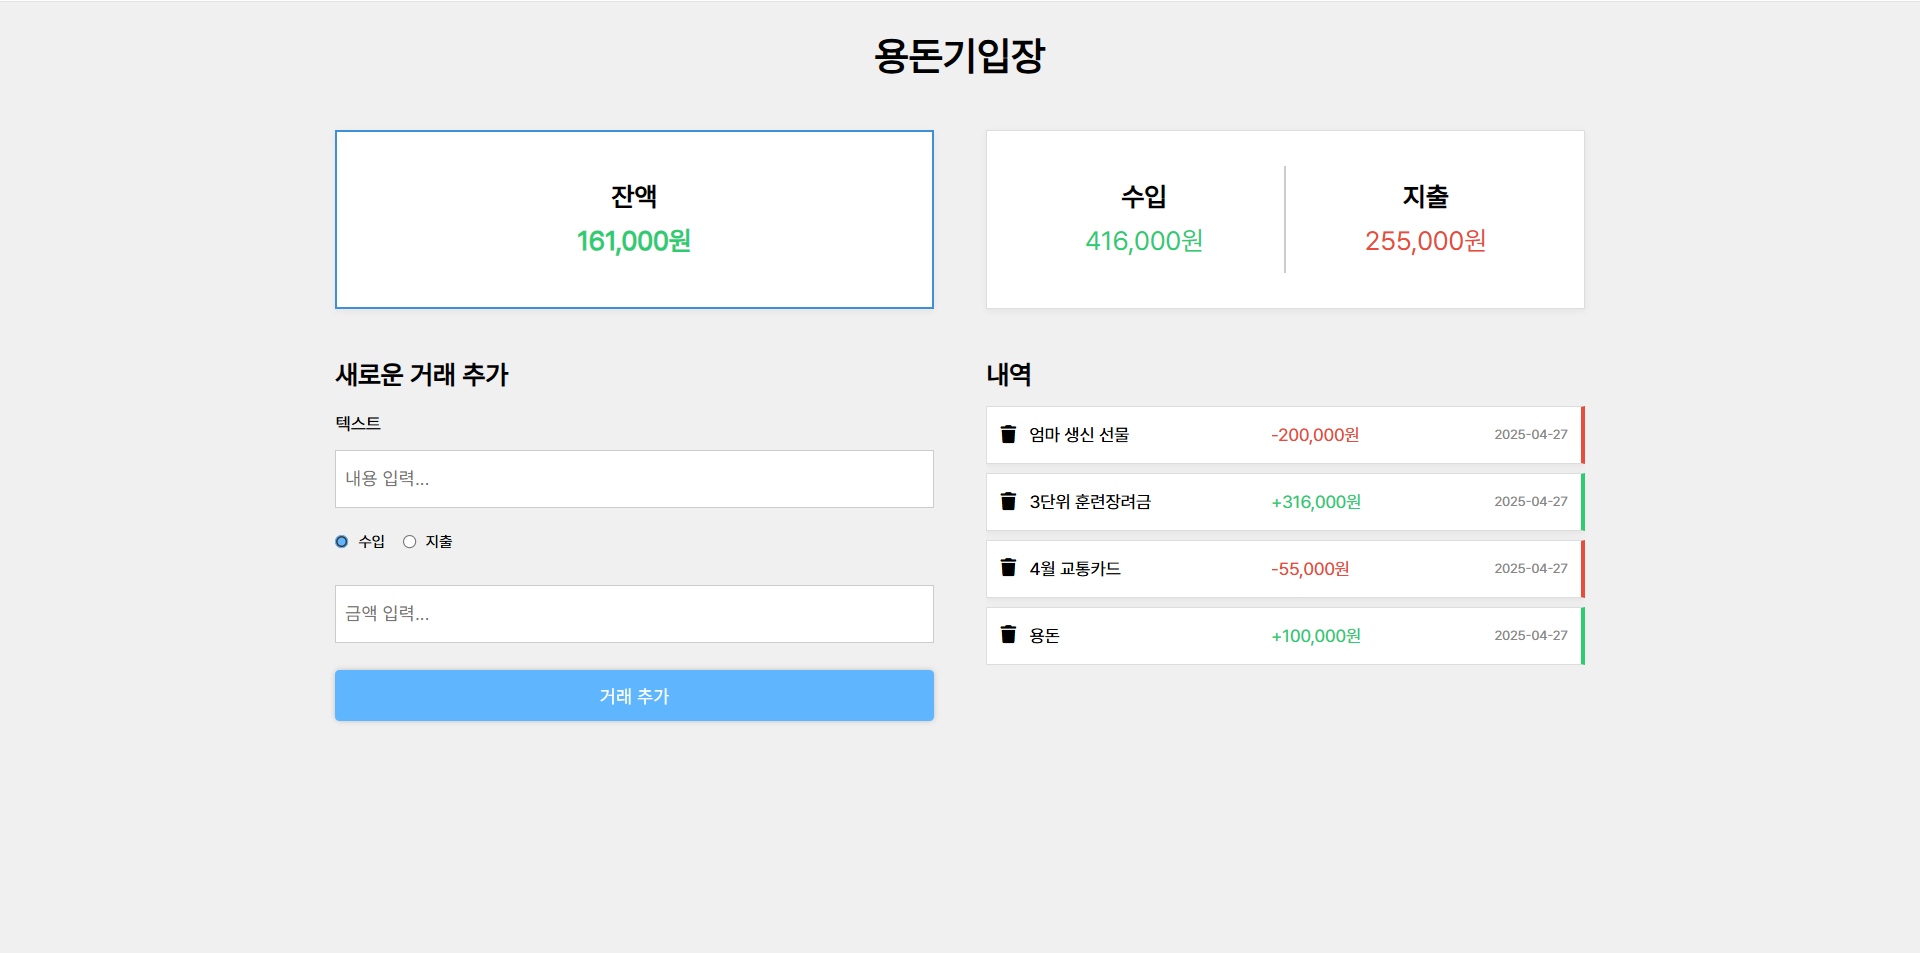 용돈기입장
잔액
161,000원
수입
416,000원
지출
255,000원
새로운 거래 추가
텍스트
내용 입력...
수입 지출
금액 입력...
거래 추가
내역
엄마 생신 선물 -200,000원 2025-04-27
3단위 훈련장려금 +316,000원 2025-04-27
4월 교통카드 -55,000원 2025-04-27
용돈 +100,000원 2025-04-27